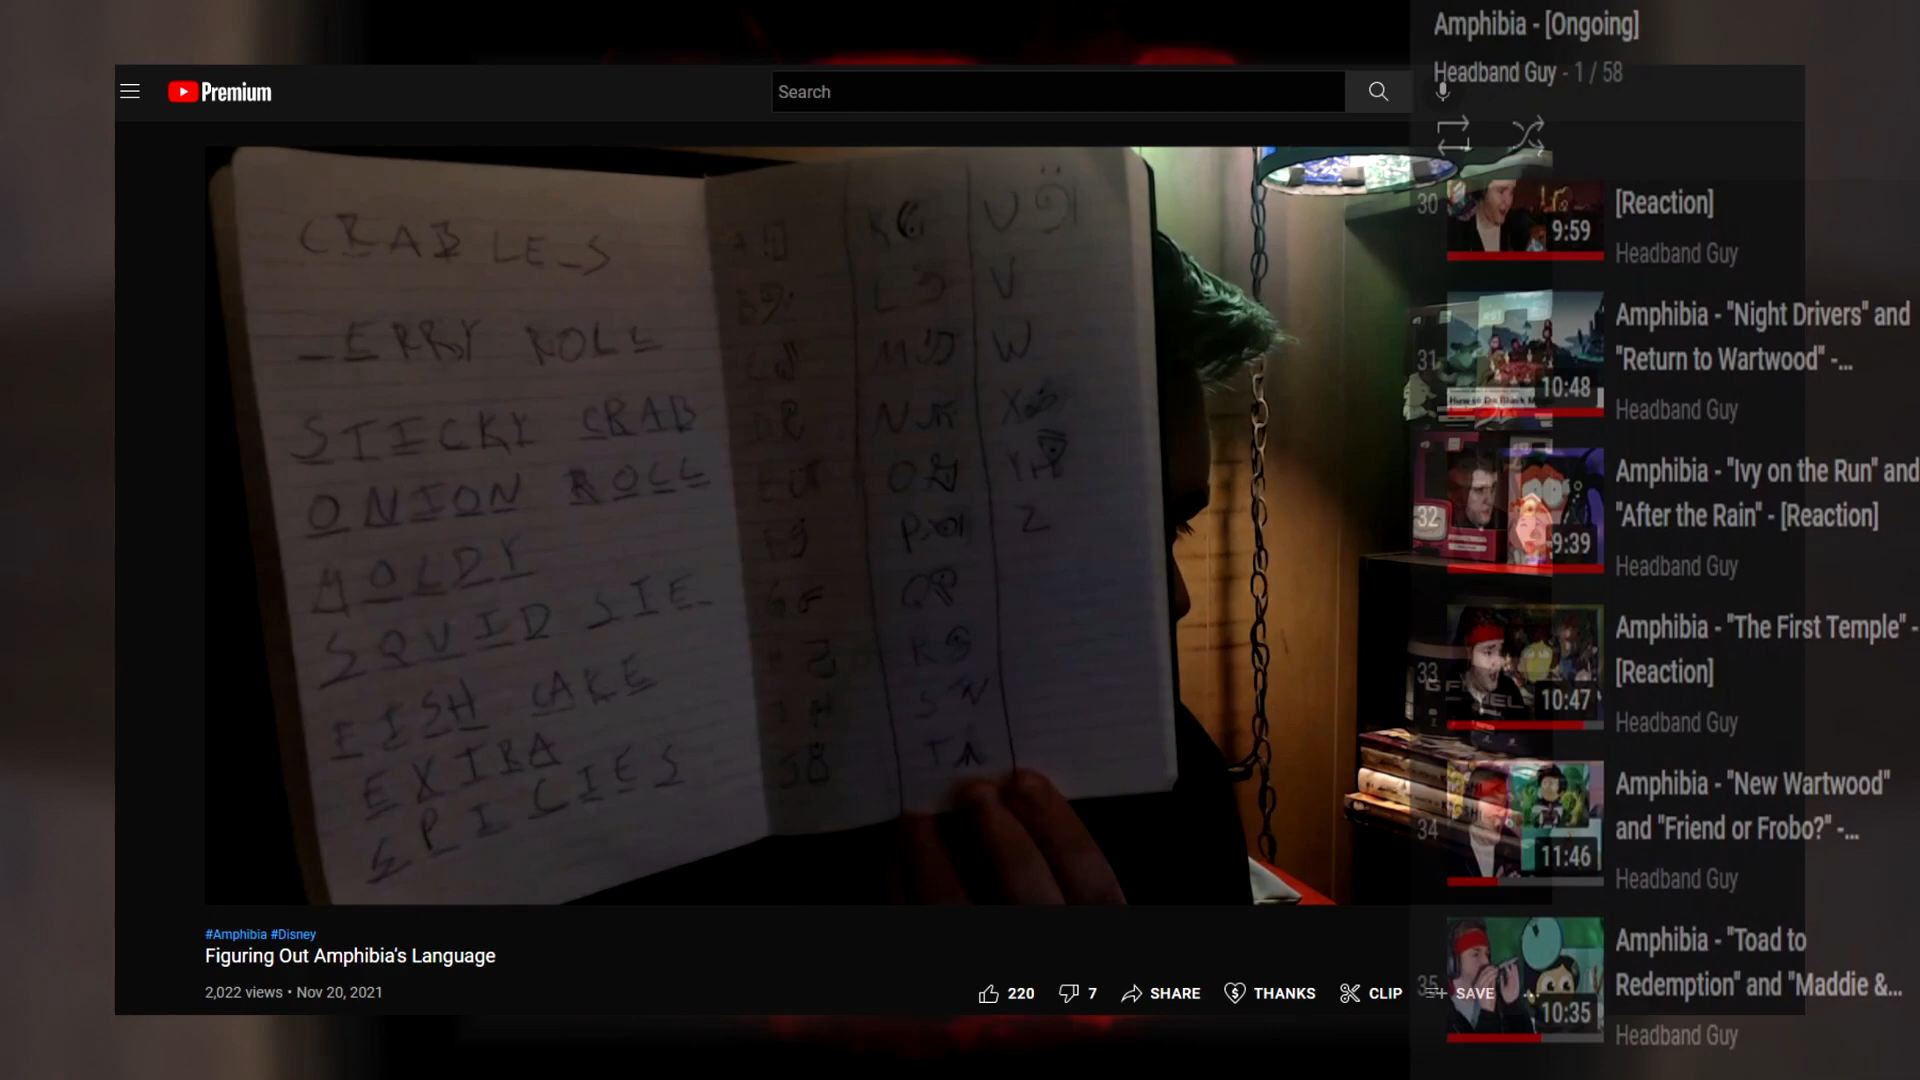 Amphibia - [Ongoing]
Headband Guy - 1 / 58
Premium
Search
30
[Reaction]
9:59
Headband Guy
31
Amphibia - "Night Drivers" and
"Return to Wartwood" -...
10:48
Headband Guy
32
Amphibia - "Ivy on the Run" and
"After the Rain" - [Reaction]
9:39
Headband Guy
33
Amphibia - "The First Temple" -
[Reaction]
10:47
Headband Guy
34
Amphibia - "New Wartwood"
and "Friend or Frobo?" -...
11:46
Headband Guy
35
Amphibia - "Toad to
Redemption" and "Maddie &...
10:35
Headband Guy
CRAB LE_S
_ERRY ROLL
STICKY CRAB
ONION ROLL
MOLDY
SQUID SIE_
FISH CAKE
EXTRA
SPICIES
K
L
M
N
O
P
Q
S
T
U
V
W
X
Y
Z
#Amphibia #Disney
Figuring Out Amphibia's Language
2,022 views • Nov 20, 2021
220
7
SHARE
THANKS
CLIP
SAVE